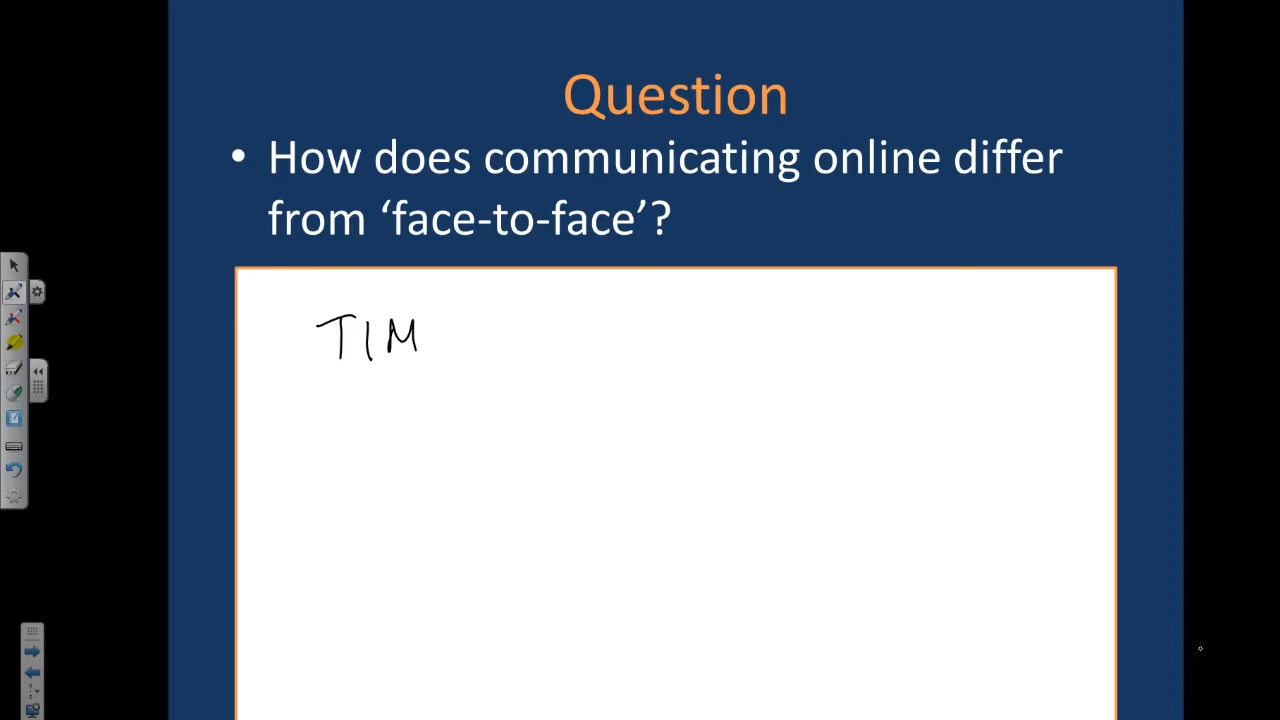 Question
• How does communicating online differ
from ‘face-to-face’?
TIM